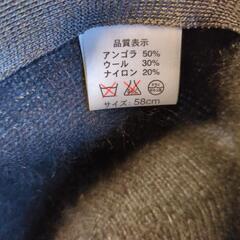 品質表示
アンゴラ 50%
ウール 30%
ナイロン 20%
サイズ: 58cm